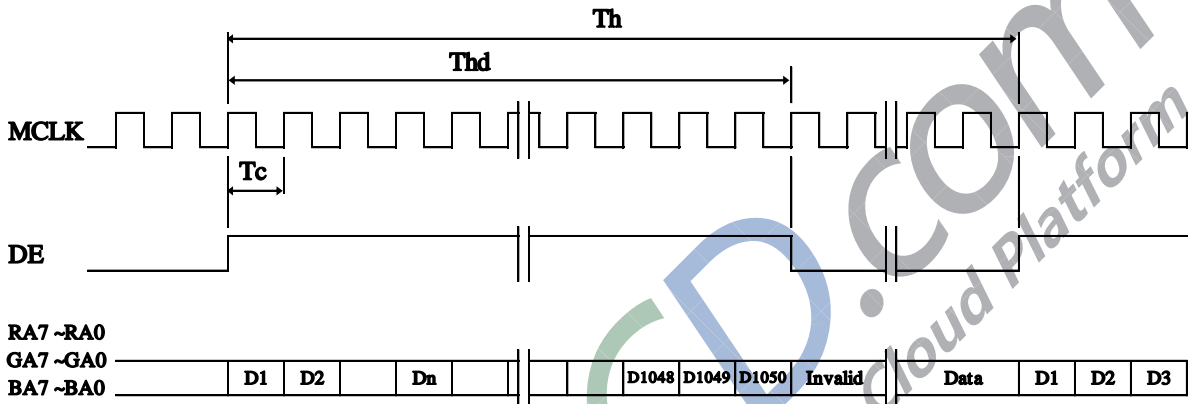 Th
Thd
MCLK
Tc
DE
RA7 ~RA0
GA7 ~GA0
BA7 ~BA0
D1 D2 Dn D1048 D1049 D1050 Invalid Data D1 D2 D3
CD.com
Cloud Platform